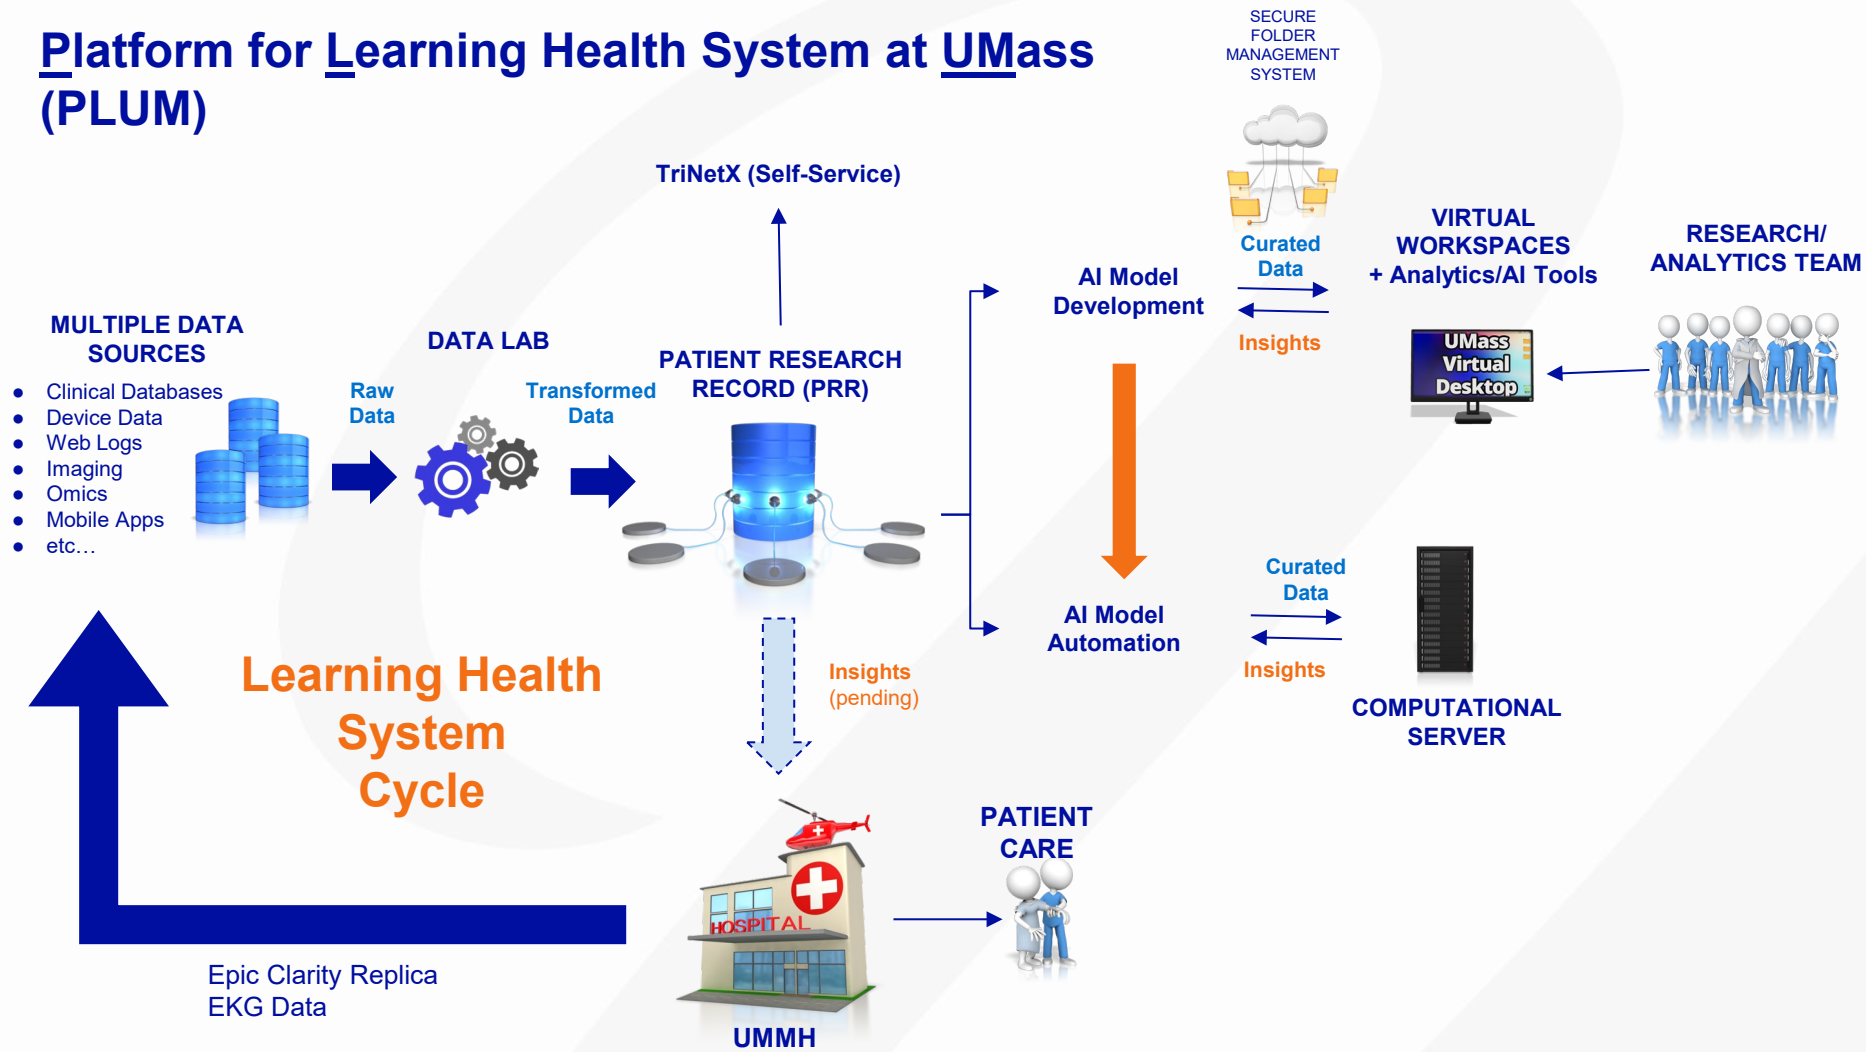 Platform for Learning Health System at UMass
(PLUM)
SECURE
FOLDER
MANAGEMENT
SYSTEM
TriNetX (Self-Service)
MULTIPLE DATA
SOURCES
● Clinical Databases
● Device Data
● Web Logs
● Imaging
● Omics
● Mobile Apps
● etc…
Raw
Data
DATA LAB
Transformed
Data
PATIENT RESEARCH
RECORD (PRR)
AI Model
Development
Curated
Data
Insights
VIRTUAL
WORKSPACES
+ Analytics/AI Tools
UMass
Virtual
Desktop
RESEARCH/
ANALYTICS TEAM
AI Model
Automation
Curated
Data
Insights
COMPUTATIONAL
SERVER
Learning Health
System
Cycle
Insights
(pending)
HOSPITAL
UMMH
PATIENT
CARE
Epic Clarity Replica
EKG Data